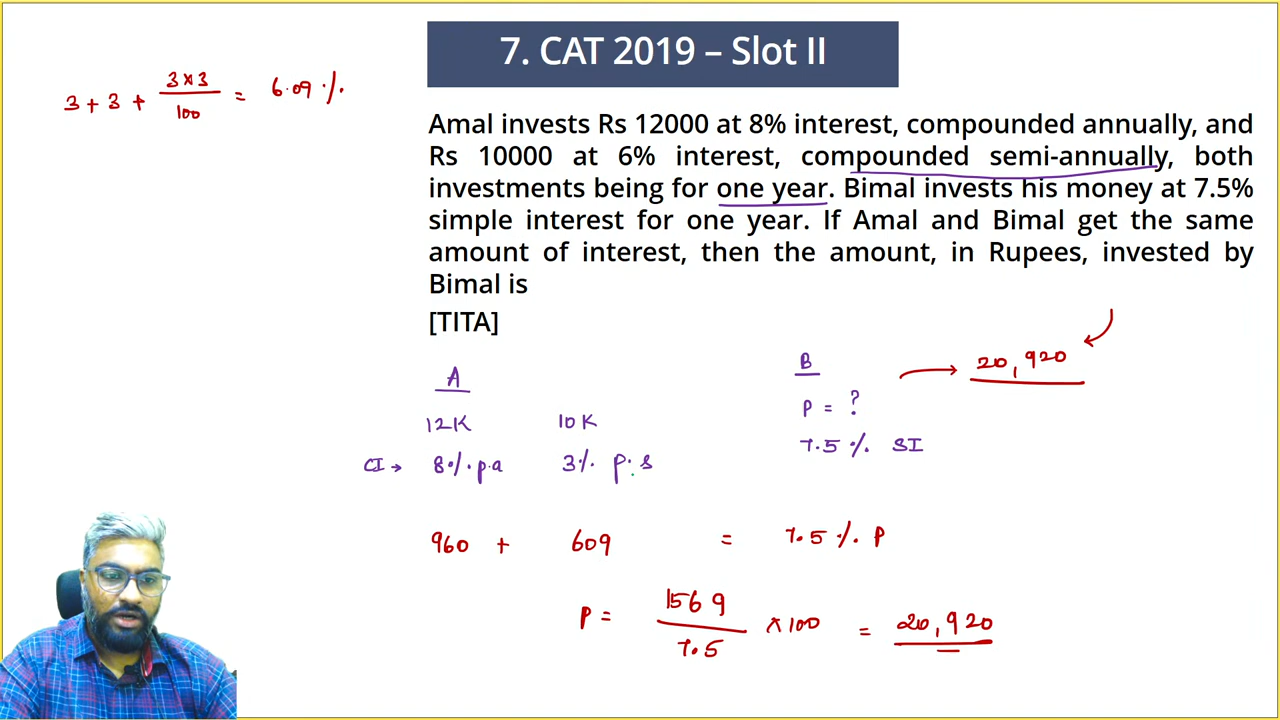 7. CAT 2019 – Slot II
3 + 3 + 3×3/100 = 6.09 %
Amal invests Rs 12000 at 8% interest, compounded annually, and
Rs 10000 at 6% interest, compounded semi-annually, both
investments being for one year. Bimal invests his money at 7.5%
simple interest for one year. If Amal and Bimal get the same
amount of interest, then the amount, in Rupees, invested by
Bimal is
[TITA]
20,920
A
B
12K 10K
P = ?
CI → 8% p.a 3% p.s
7.5 % SI
960 + 609 = 7.5 % P
P = 1569/7.5 × 100 = 20,920